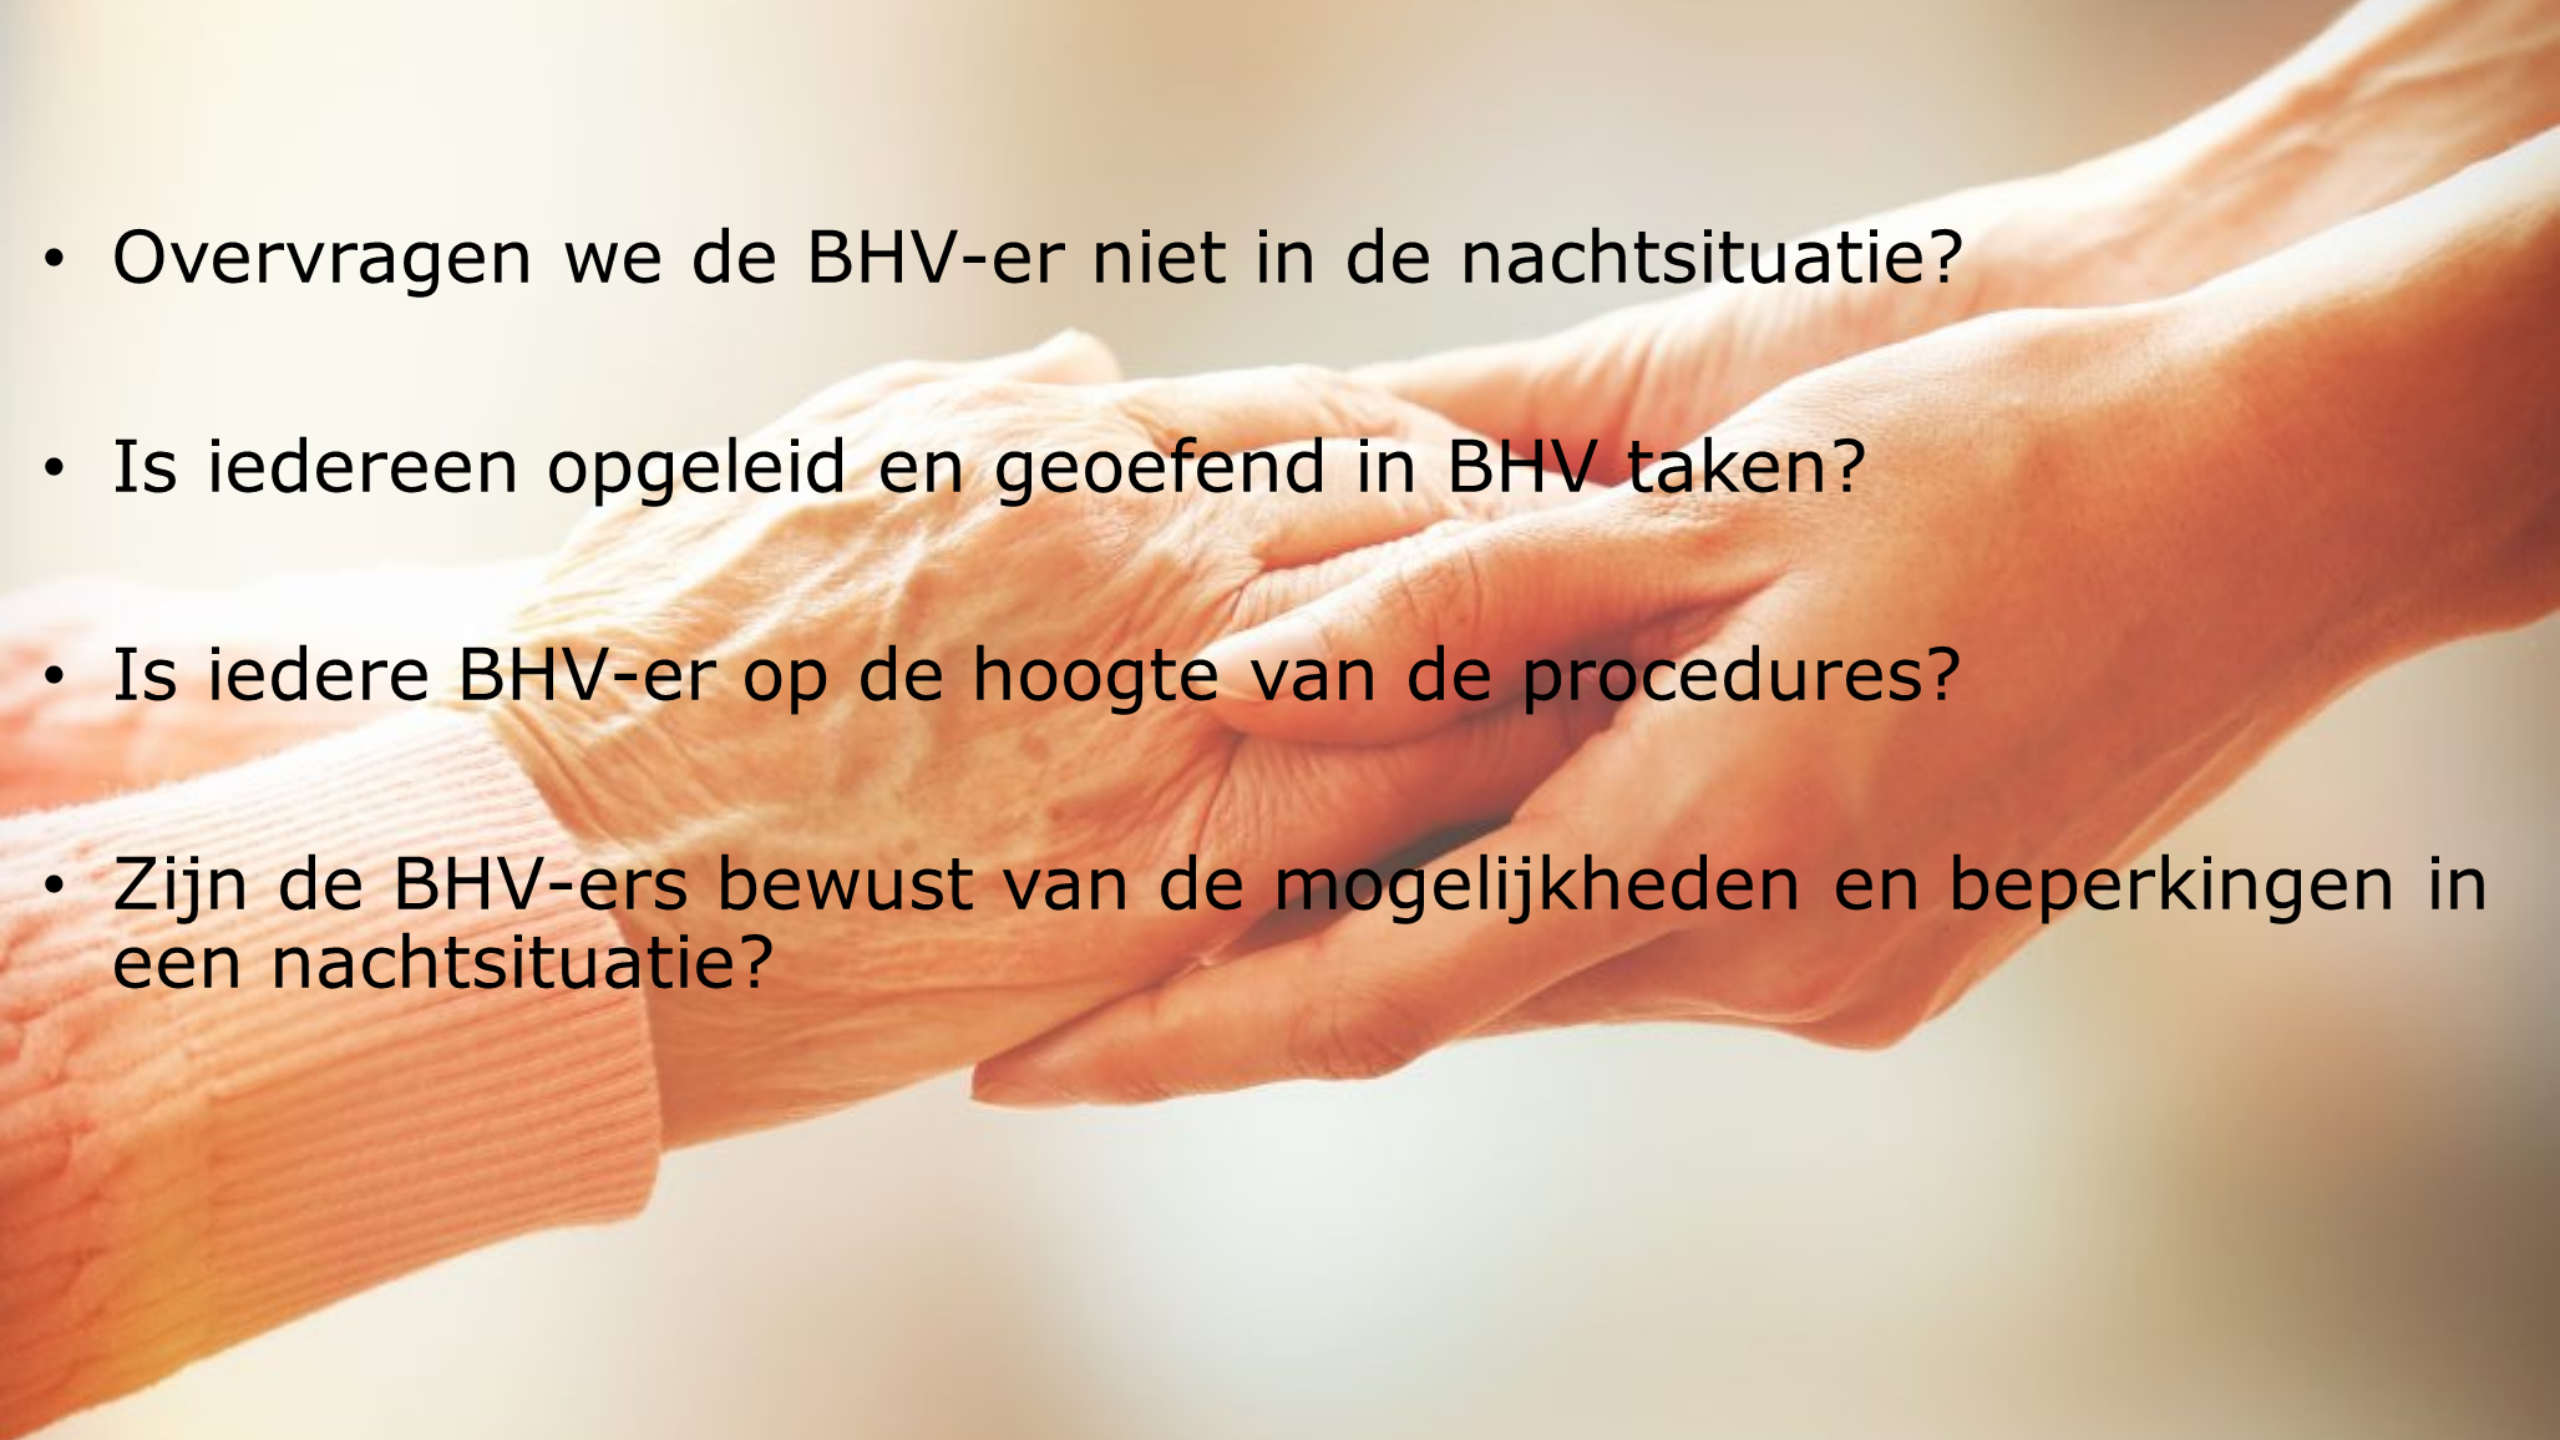 • Overvragen we de BHV-er niet in de nachtsituatie?
• Is iedereen opgeleid en geoefend in BHV taken?
• Is iedere BHV-er op de hoogte van de procedures?
• Zijn de BHV-ers bewust van de mogelijkheden en beperkingen in
een nachtsituatie?